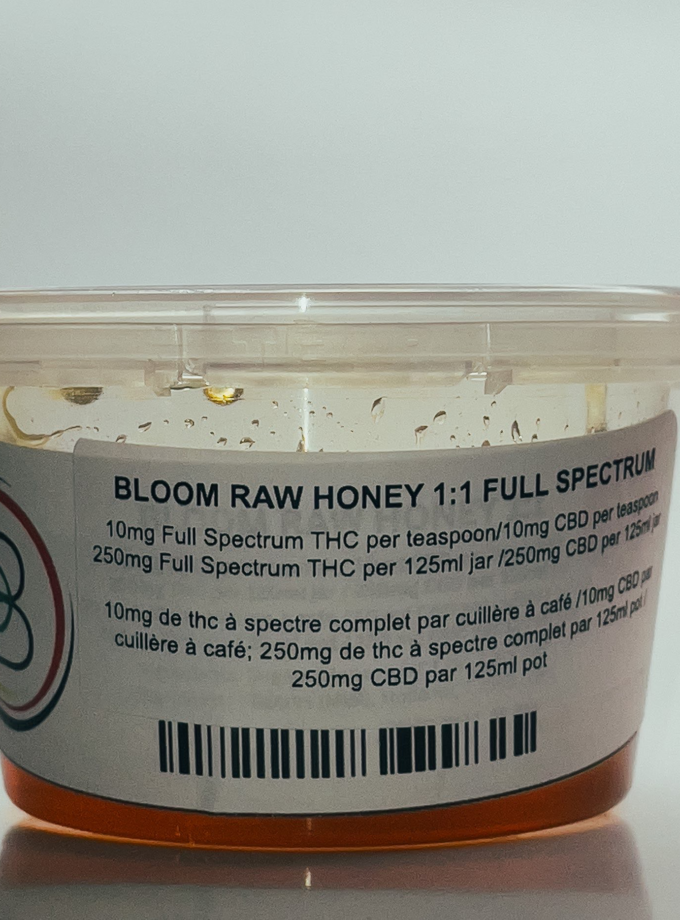 BLOOM RAW HONEY 1:1 FULL SPECTRUM
10mg Full Spectrum THC per teaspoon/10mg CBD per teaspoon
250mg Full Spectrum THC per 125ml jar /250mg CBD per 125ml jar
10mg de thc à spectre complet par cuillère à café /10mg CBD par
cuillère à café; 250mg de thc à spectre complet par 125ml pot /
250mg CBD par 125ml pot